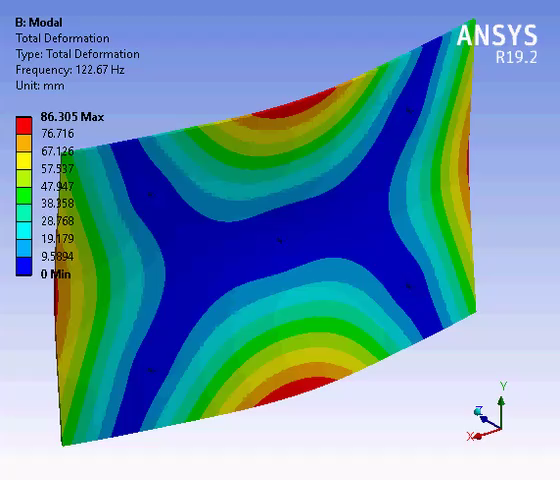 B: Modal
Total Deformation
Type: Total Deformation
Frequency: 122.67 Hz
Unit: mm
ANSYS
R19.2
86.305 Max
76.716
67.126
57.537
47.947
38.358
28.768
19.179
9.5894
0 Min
Y
Z
X